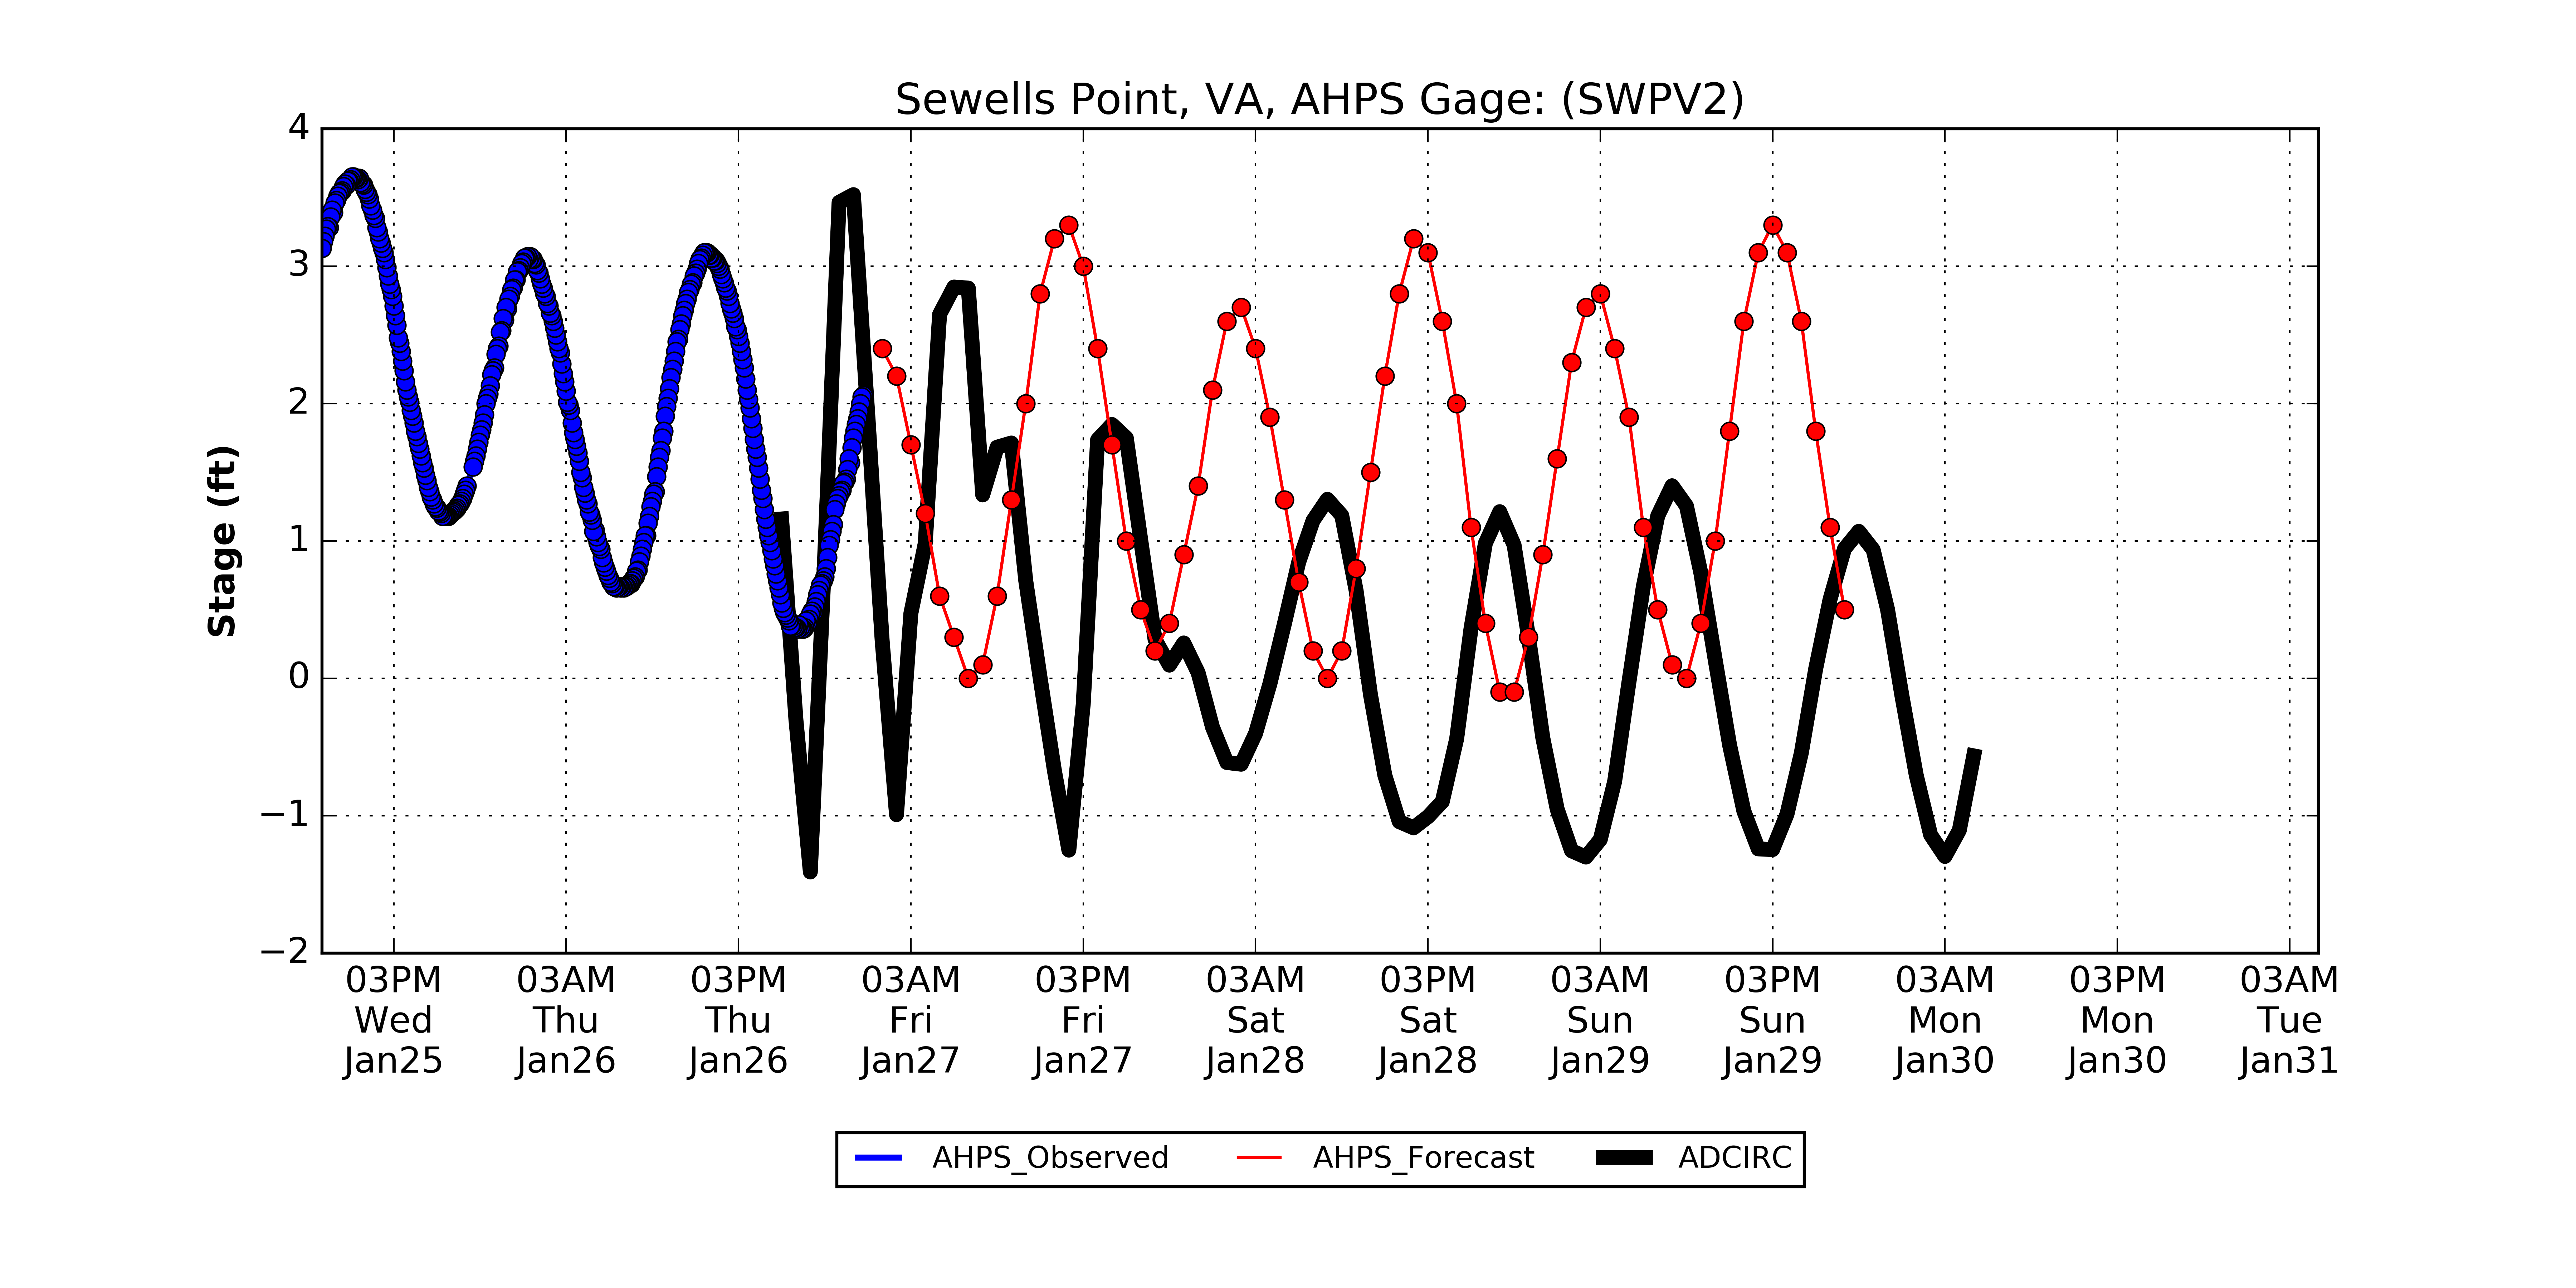 Sewells Point, VA, AHPS Gage: (SWPV2)
4
3
2
1
0
−1
−2
Stage (ft)
03PM 03AM 03PM 03AM 03PM 03AM 03PM 03AM 03PM 03AM 03PM 03AM
Wed Thu Thu Fri Fri Sat Sat Sun Sun Mon Mon Tue
Jan25 Jan26 Jan26 Jan27 Jan27 Jan28 Jan28 Jan29 Jan29 Jan30 Jan30 Jan31
AHPS_Observed AHPS_Forecast ADCIRC